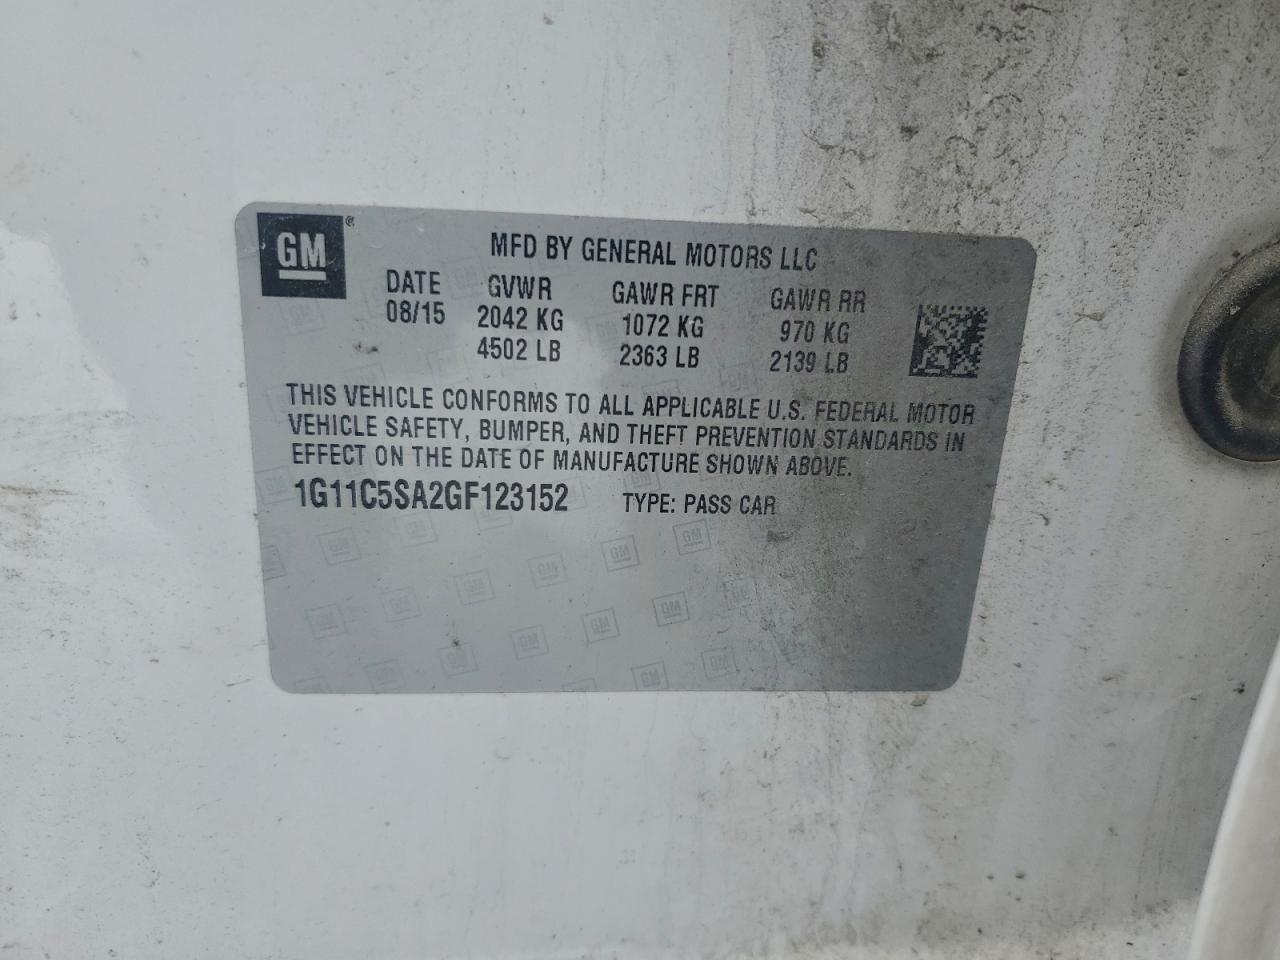 GM®
MFD BY GENERAL MOTORS LLC
DATE GVWR GAWR FRT GAWR RR
08/15 2042 KG 1072 KG 970 KG
4502 LB 2363 LB 2139 LB
THIS VEHICLE CONFORMS TO ALL APPLICABLE U.S. FEDERAL MOTOR
VEHICLE SAFETY, BUMPER, AND THEFT PREVENTION STANDARDS IN
EFFECT ON THE DATE OF MANUFACTURE SHOWN ABOVE.
1G11C5SA2GF123152 TYPE: PASS CAR